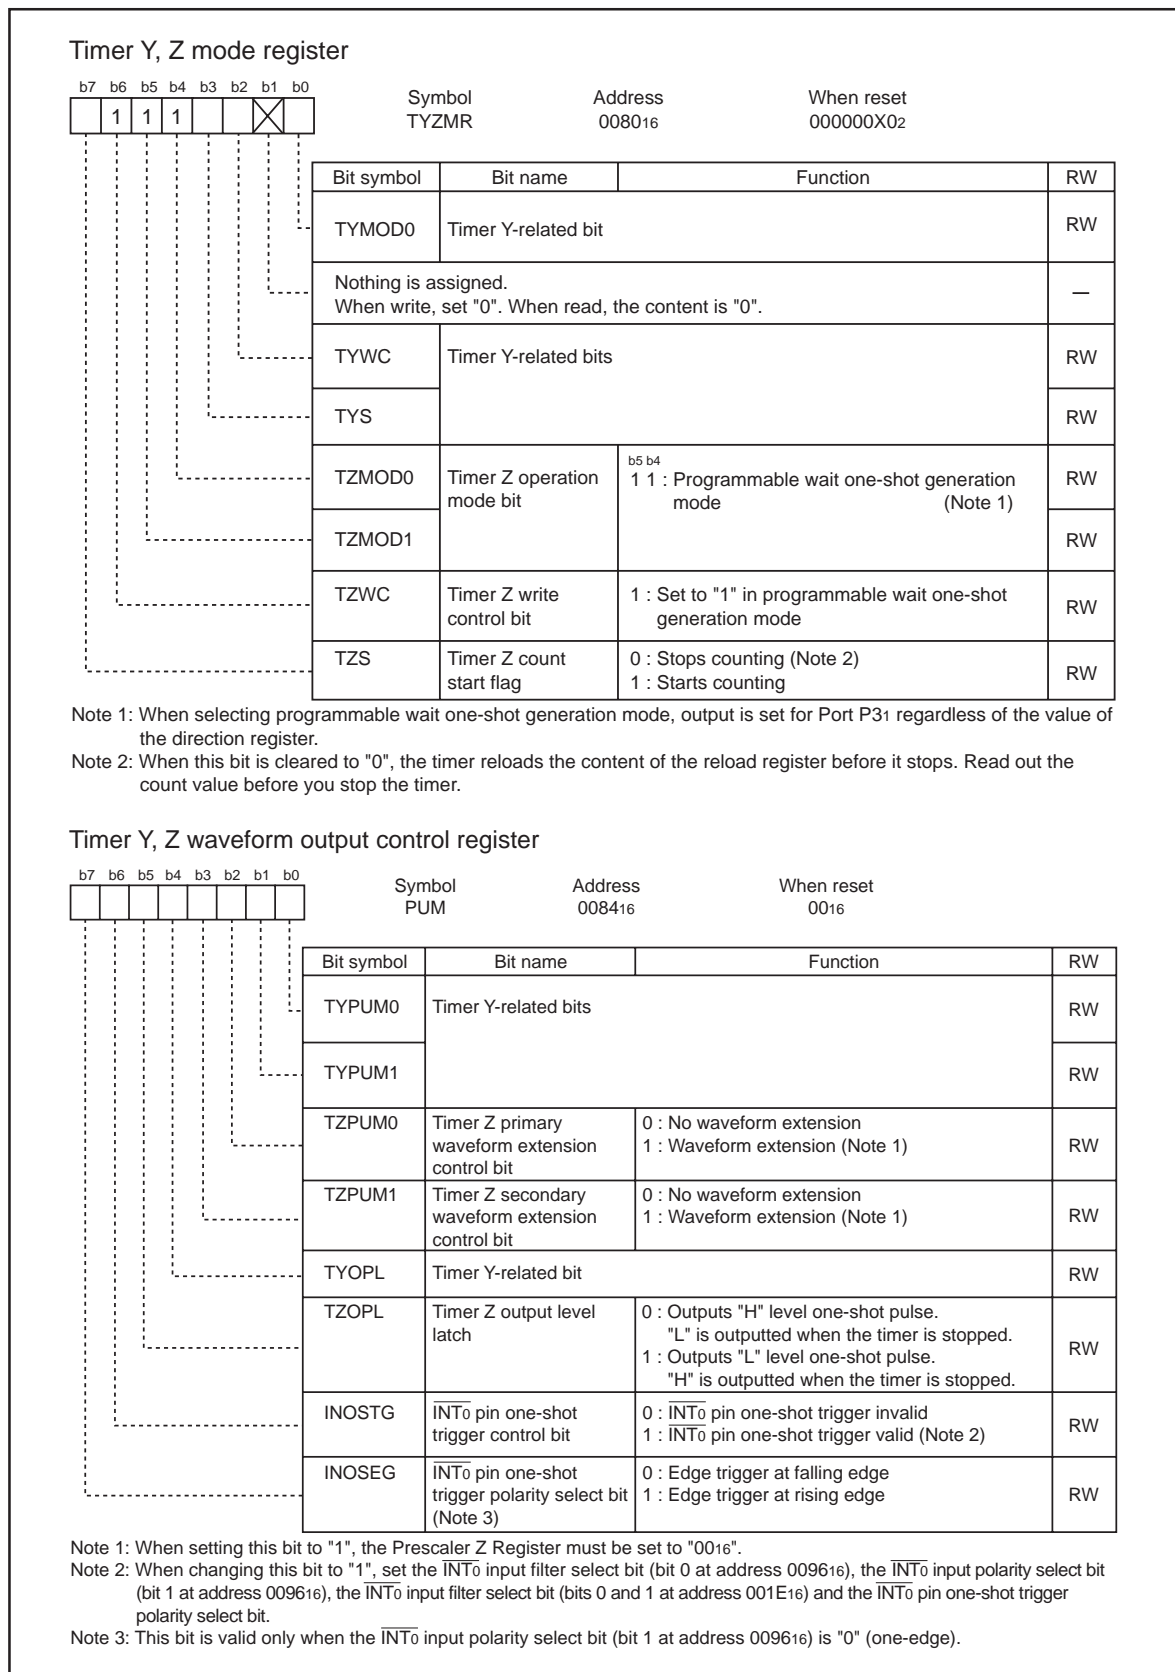 Timer Y, Z mode register
b7 b6 b5 b4 b3 b2 b1 b0
1 1 1
Symbol Address When reset
TYZMR 008016 000000X02
Bit symbol Bit name Function RW
TYMOD0 Timer Y-related bit RW
Nothing is assigned.
When write, set "0". When read, the content is "0". —
TYWC Timer Y-related bits RW
TYS RW
b5 b4
TZMOD0 Timer Z operation 1 1 : Programmable wait one-shot generation RW
mode bit mode (Note 1)
TZMOD1 RW
TZWC Timer Z write 1 : Set to "1" in programmable wait one-shot RW
control bit generation mode
TZS Timer Z count 0 : Stops counting (Note 2) RW
start flag 1 : Starts counting
Note 1: When selecting programmable wait one-shot generation mode, output is set for Port P31 regardless of the value of
the direction register.
Note 2: When this bit is cleared to "0", the timer reloads the content of the reload register before it stops. Read out the
count value before you stop the timer.
Timer Y, Z waveform output control register
b7 b6 b5 b4 b3 b2 b1 b0
Symbol Address When reset
PUM 008416 0016
Bit symbol Bit name Function RW
TYPUM0 Timer Y-related bits RW
TYPUM1 RW
TZPUM0 Timer Z primary 0 : No waveform extension
waveform extension 1 : Waveform extension (Note 1) RW
control bit
TZPUM1 Timer Z secondary 0 : No waveform extension
waveform extension 1 : Waveform extension (Note 1) RW
control bit
TYOPL Timer Y-related bit RW
TZOPL Timer Z output level 0 : Outputs "H" level one-shot pulse.
latch "L" is outputted when the timer is stopped. RW
1 : Outputs "L" level one-shot pulse.
"H" is outputted when the timer is stopped.
INOSTG INT0 pin one-shot 0 : INT0 pin one-shot trigger invalid RW
trigger control bit 1 : INT0 pin one-shot trigger valid (Note 2)
INOSEG INT0 pin one-shot 0 : Edge trigger at falling edge
trigger polarity select bit 1 : Edge trigger at rising edge RW
(Note 3)
Note 1: When setting this bit to "1", the Prescaler Z Register must be set to "0016".
Note 2: When changing this bit to "1", set the INT0 input filter select bit (bit 0 at address 009616), the INT0 input polarity select bit
(bit 1 at address 009616), the INT0 input filter select bit (bits 0 and 1 at address 001E16) and the INT0 pin one-shot trigger
polarity select bit.
Note 3: This bit is valid only when the INT0 input polarity select bit (bit 1 at address 009616) is "0" (one-edge).